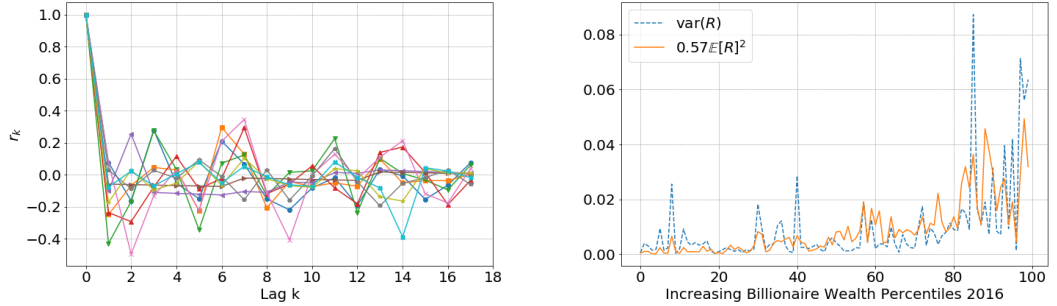 1.0
0.8
0.6
0.4
0.2
0.0
−0.2
−0.4
r_k
0 2 4 6 8 10 12 14 16 18
Lag k
var(R)
0.57𝔼[R]²
0.08
0.06
0.04
0.02
0.00
0 20 40 60 80 100
Increasing Billionaire Wealth Percentiles 2016